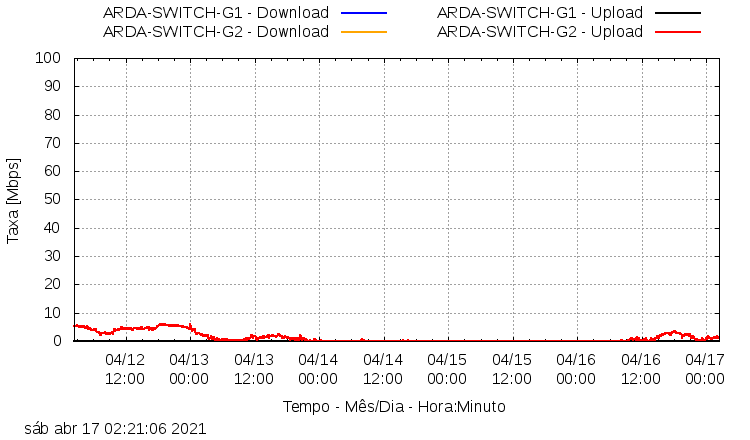 ARDA-SWITCH-G1 - Download ARDA-SWITCH-G1 - Upload
ARDA-SWITCH-G2 - Download ARDA-SWITCH-G2 - Upload
100
90
80
70
60
50
40
30
20
10
0
Taxa [Mbps]
04/12 04/13 04/13 04/14 04/14 04/15 04/15 04/16 04/16 04/17
12:00 00:00 12:00 00:00 12:00 00:00 12:00 00:00 12:00 00:00
Tempo - Mês/Dia - Hora:Minuto
sáb abr 17 02:21:06 2021